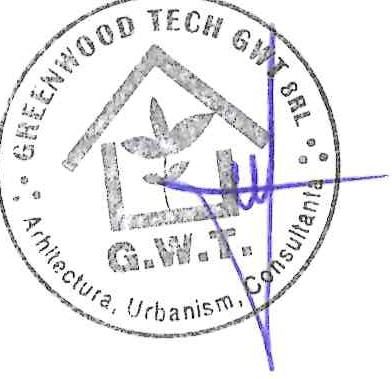 GREENWOOD TECH GWT SRL
G.W.T.
Arhitectura, Urbanism, Consultanta